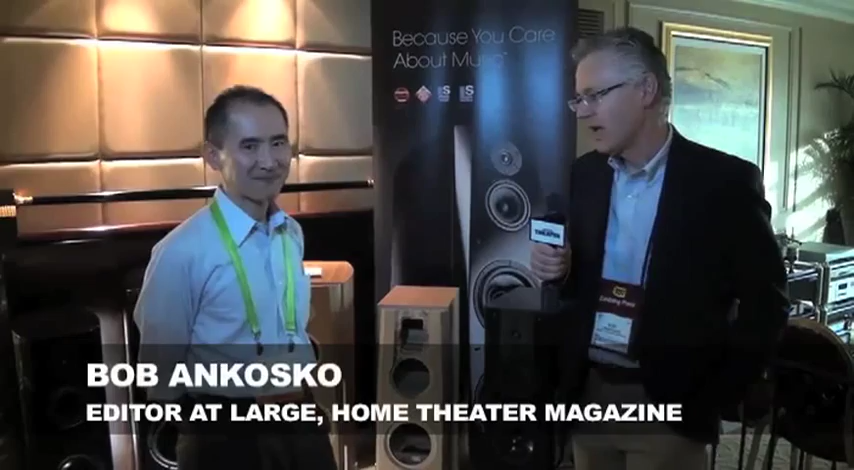 Because You Care
About Music
THEATER
BOB ANKOSKO
EDITOR AT LARGE, HOME THEATER MAGAZINE